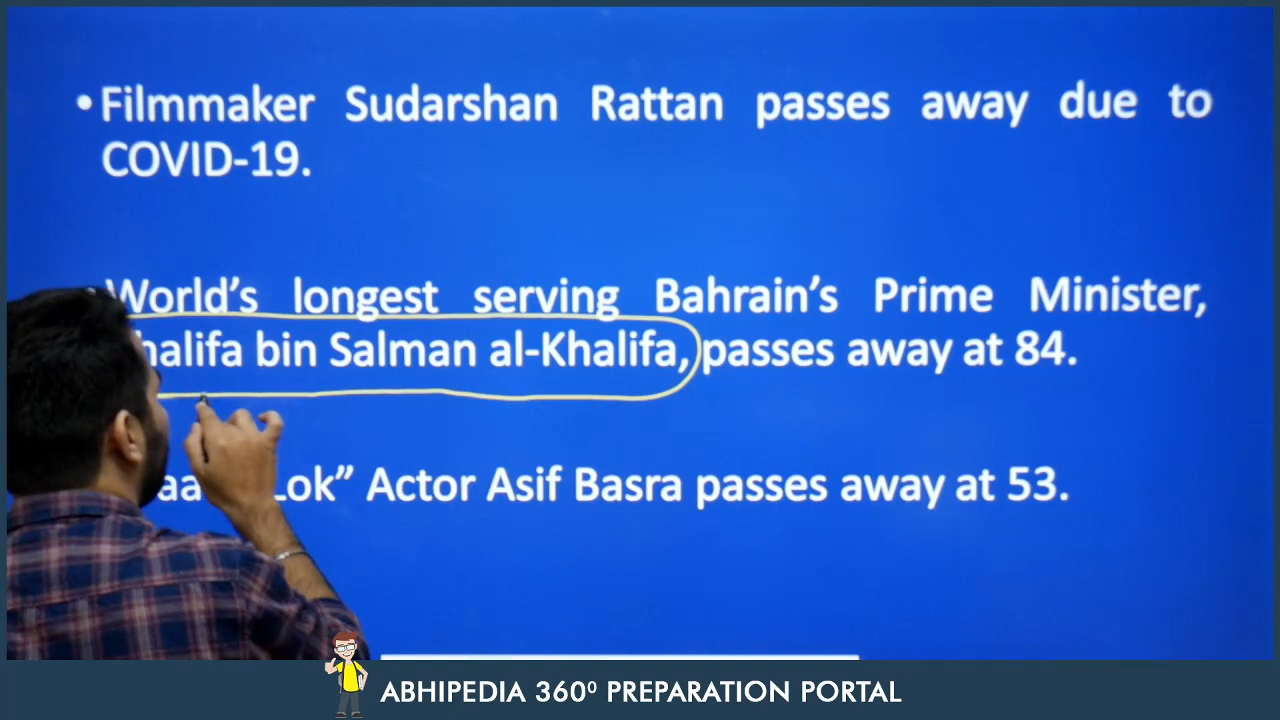 • Filmmaker Sudarshan Rattan passes away due to
COVID-19.
World's longest serving Bahrain's Prime Minister,
bin Salman al-Khalifa, passes away at 84.
Lok” Actor Asif Basra passes away at 53.
ABHIPEDIA 360⁰ PREPARATION PORTAL